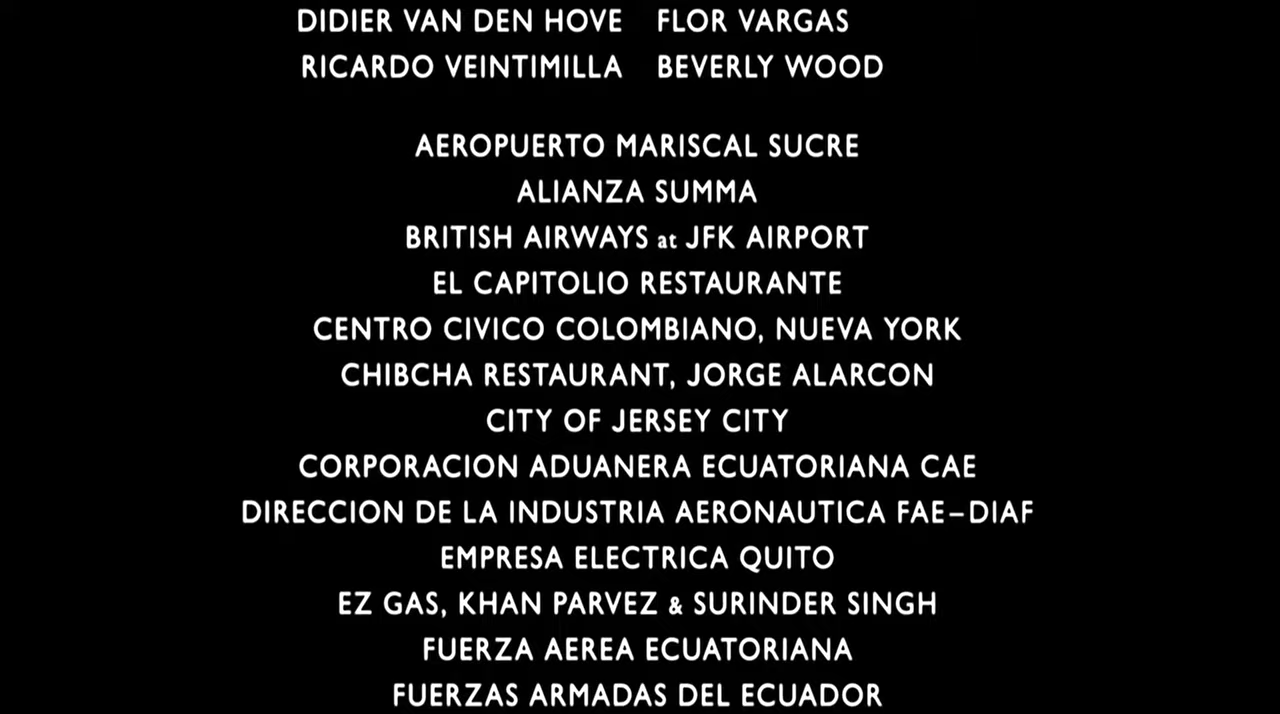 DIDIER VAN DEN HOVE FLOR VARGAS
RICARDO VEINTIMILLA BEVERLY WOOD
AEROPUERTO MARISCAL SUCRE
ALIANZA SUMMA
BRITISH AIRWAYS at JFK AIRPORT
EL CAPITOLIO RESTAURANTE
CENTRO CIVICO COLOMBIANO, NUEVA YORK
CHIBCHA RESTAURANT, JORGE ALARCON
CITY OF JERSEY CITY
CORPORACION ADUANERA ECUATORIANA CAE
DIRECCION DE LA INDUSTRIA AERONAUTICA FAE–DIAF
EMPRESA ELECTRICA QUITO
EZ GAS, KHAN PARVEZ & SURINDER SINGH
FUERZA AEREA ECUATORIANA
FUERZAS ARMADAS DEL ECUADOR